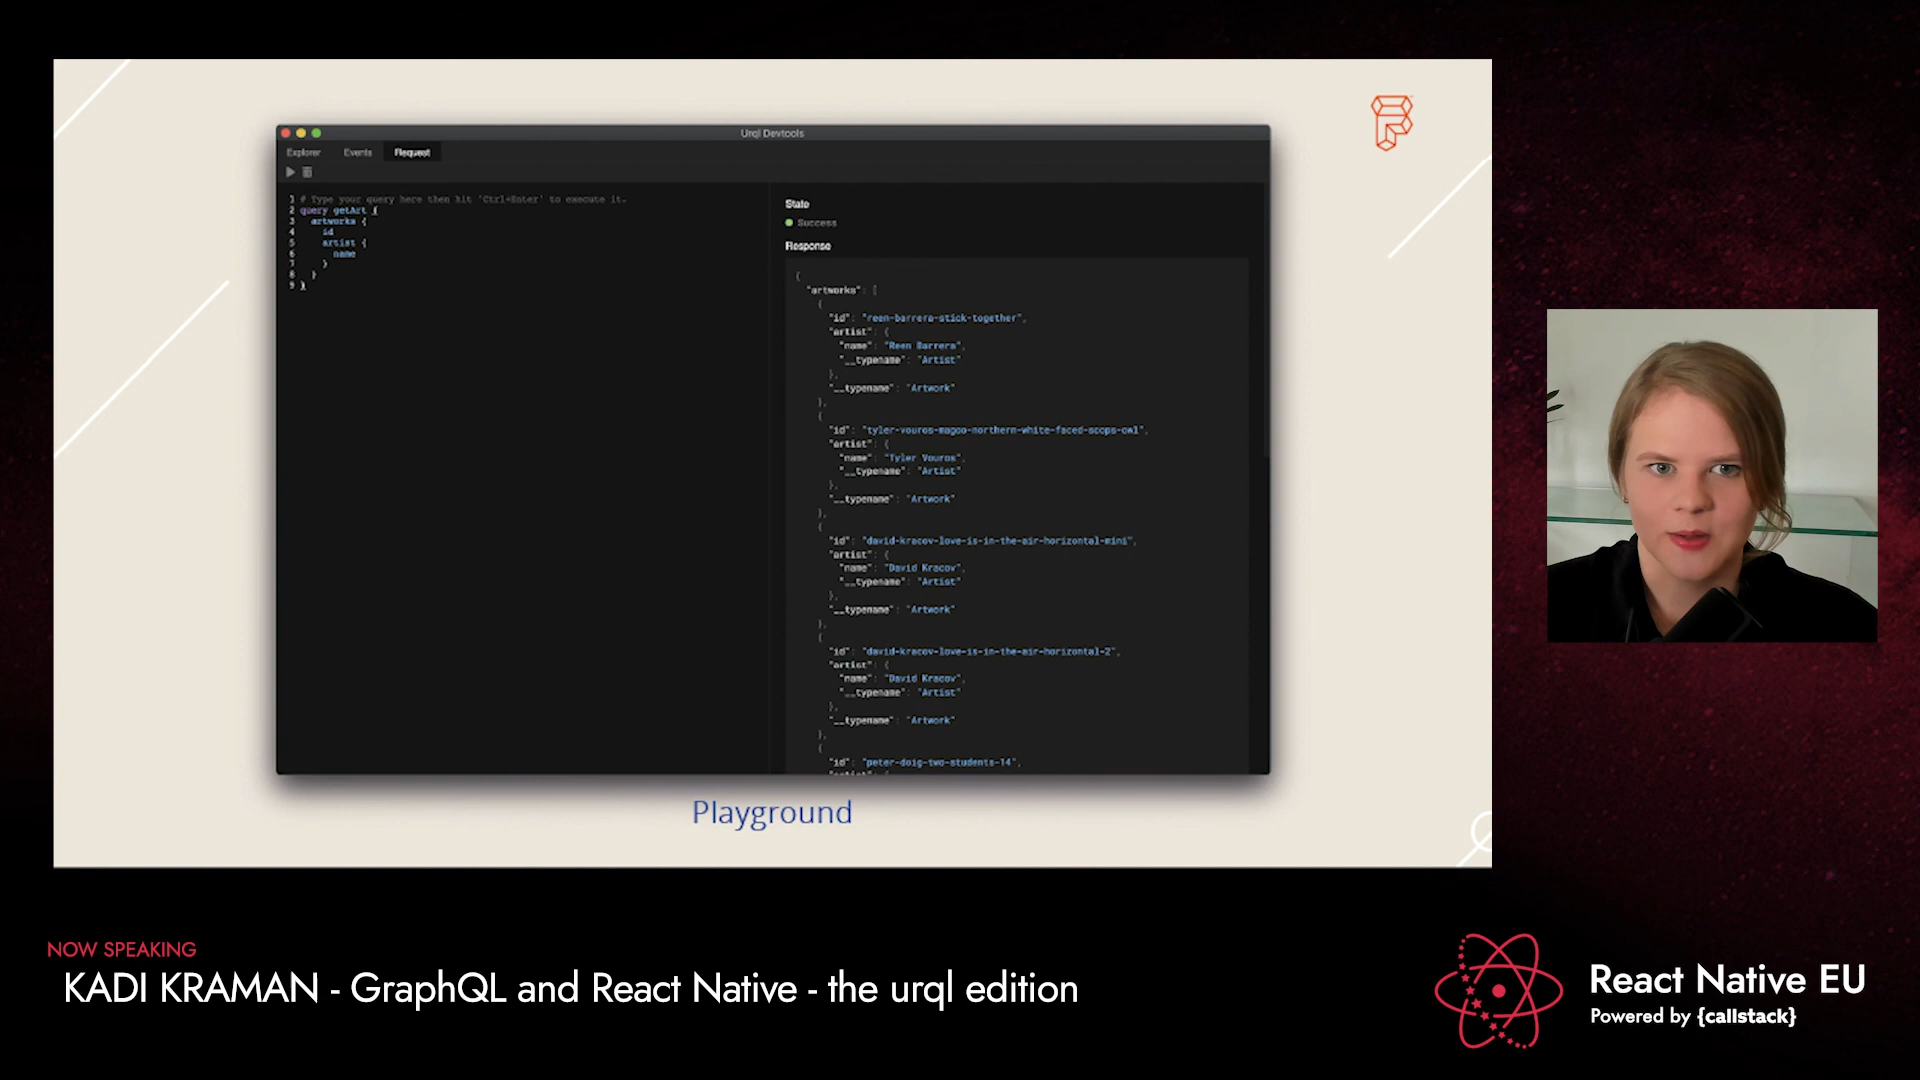 Urql Devtools
Explorer Events Request
1 # Type your query here then hit 'Ctrl+Enter' to execute it.
2 query getArt {
3 artworks {
4 id
5 artist {
6 name
7 }
8 }
9 }
State
Success
Response
{
"artworks": [
{
"id": "reen-barrera-stick-together",
"artist": {
"name": "Reen Barrera",
"__typename": "Artist"
},
"__typename": "Artwork"
},
{
"id": "tyler-vouros-magoo-northern-white-faced-scops-owl",
"artist": {
"name": "Tyler Vouros",
"__typename": "Artist"
},
"__typename": "Artwork"
},
{
"id": "david-kracov-love-is-in-the-air-horizontal-mini",
"artist": {
"name": "David Kracov",
"__typename": "Artist"
},
"__typename": "Artwork"
},
{
"id": "david-kracov-love-is-in-the-air-horizontal-2",
"artist": {
"name": "David Kracov",
"__typename": "Artist"
},
"__typename": "Artwork"
},
{
"id": "peter-doig-two-students-14",
Playground
NOW SPEAKING
KADI KRAMAN - GraphQL and React Native - the urql edition
React Native EU
Powered by {callstack}